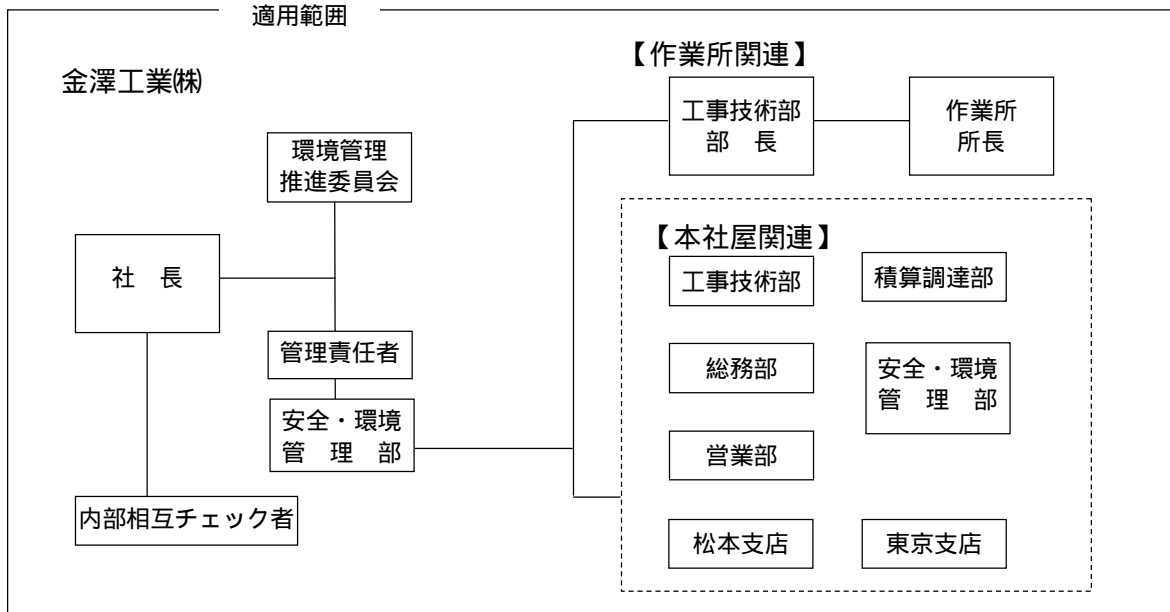 適用範囲
金澤工業㈱
【作業所関連】
工事技術部
部　長
作業所
所長
環境管理
推進委員会
社　長
管理責任者
安全・環境
管　理　部
内部相互チェック者
【本社屋関連】
工事技術部
積算調達部
総務部
安全・環境
管　理　部
営業部
松本支店
東京支店